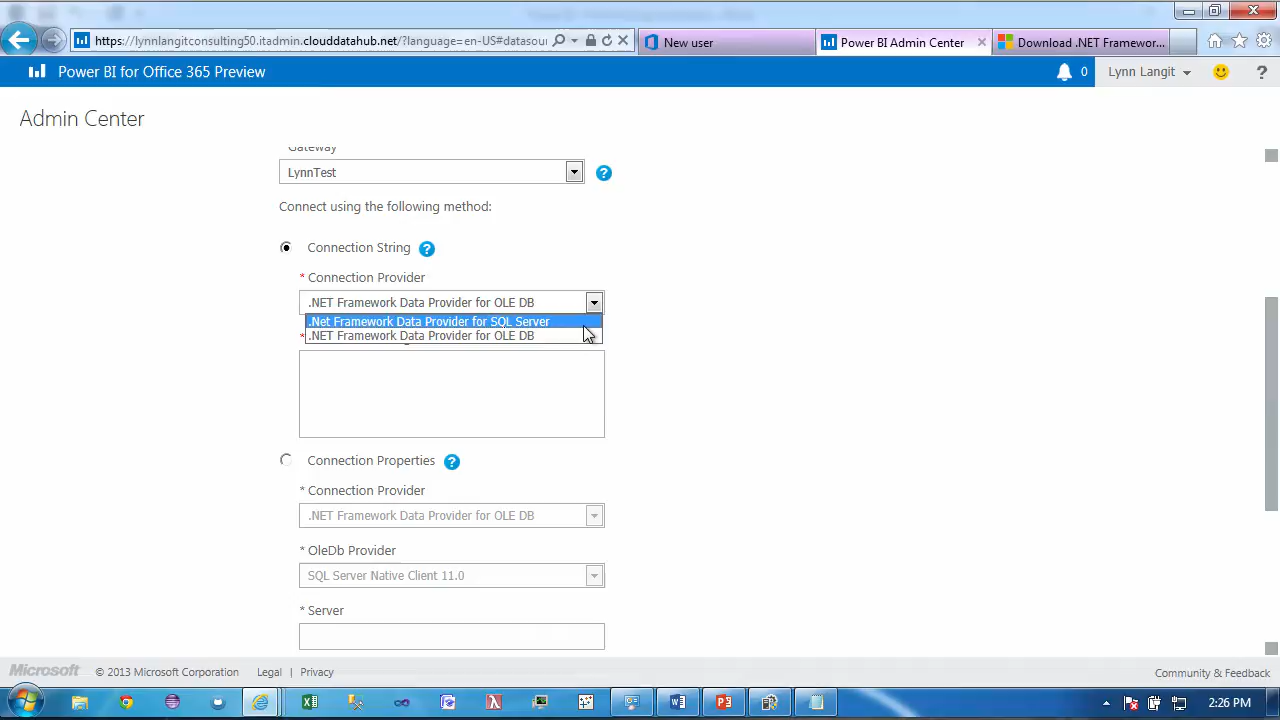 https://lynnlangitconsulting50.itadmin.clouddatahub.net/?language=en-US#datasour
New user
Power BI Admin Center
Download .NET Framewor...
Power BI for Office 365 Preview
0
Lynn Langit
?
Admin Center
Gateway
LynnTest
?
Connect using the following method:
Connection String ?
* Connection Provider
.NET Framework Data Provider for OLE DB
.Net Framework Data Provider for SQL Server
.NET Framework Data Provider for OLE DB
*
Connection Properties ?
* Connection Provider
.NET Framework Data Provider for OLE DB
* OleDb Provider
SQL Server Native Client 11.0
* Server
Microsoft © 2013 Microsoft Corporation Legal | Privacy Community & Feedback
2:26 PM